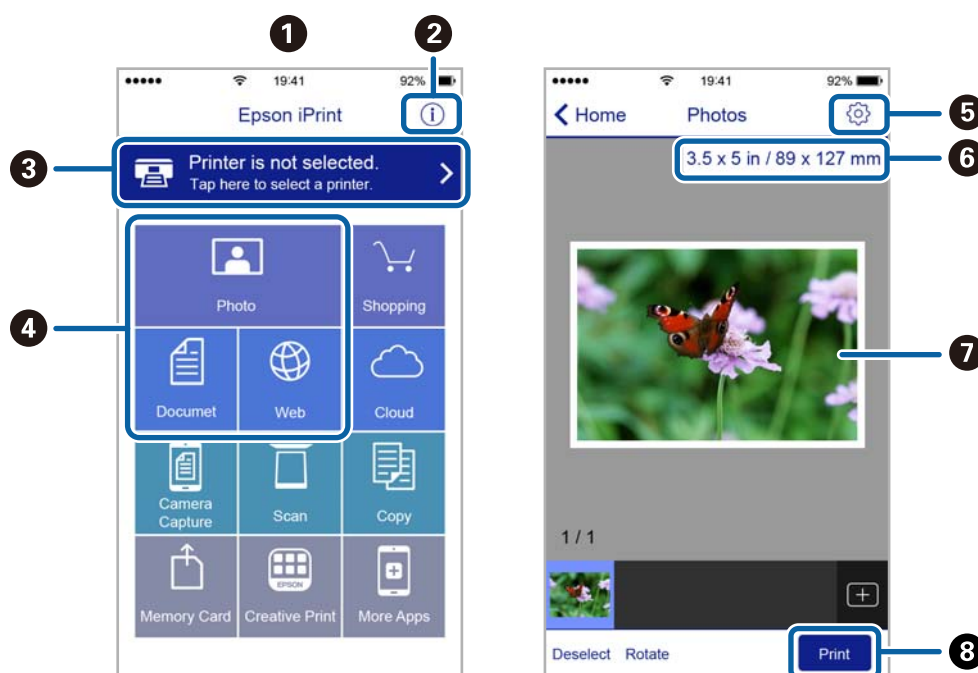 1
2
19:41
92%
Epson iPrint
3
Printer is not selected.
Tap here to select a printer.
4
Photo
Shopping
Documet
Web
Cloud
Camera
Capture
Scan
Copy
EPSON
Memory Card
Creative Print
More Apps
19:41
92%
Home
Photos
5
3.5 x 5 in / 89 x 127 mm
6
7
1 / 1
Deselect
Rotate
Print
8